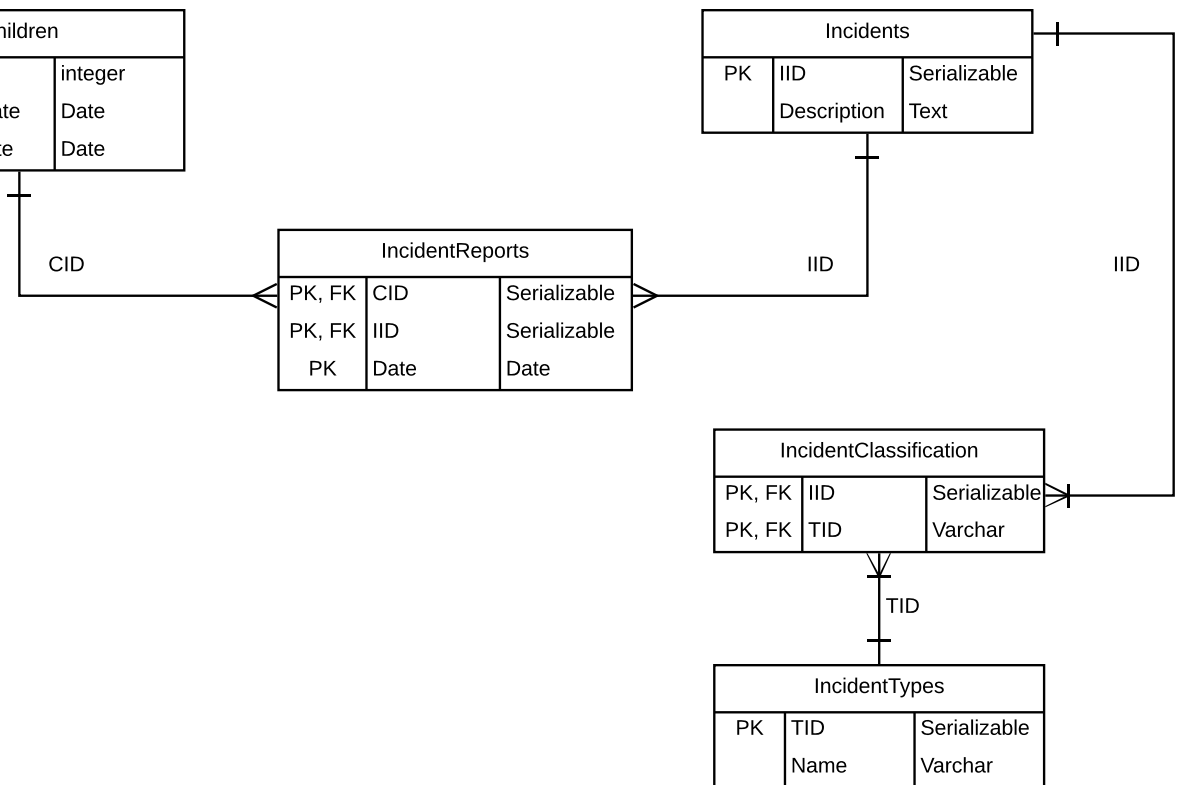 hildren
integer
Date
Date
Incidents
PK IID Serializable
Description Text
CID
IID
IID
IncidentReports
PK, FK CID Serializable
PK, FK IID Serializable
PK Date Date
IncidentClassification
PK, FK IID Serializable
PK, FK TID Varchar
TID
IncidentTypes
PK TID Serializable
Name Varchar